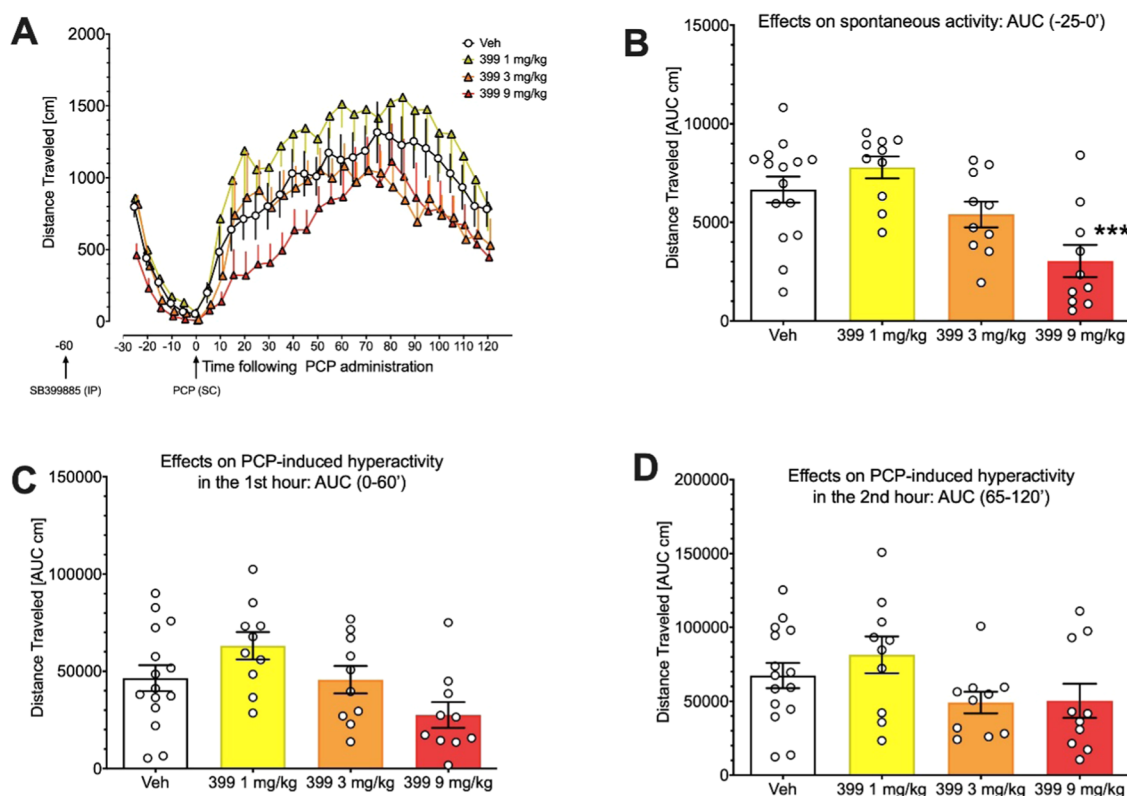 A
2000
1500
1000
500
0
Distance Traveled [cm]
Veh
399 1 mg/kg
399 3 mg/kg
399 9 mg/kg
-30 -20 -10 0 10 20 30 40 50 60 70 80 90 100 110 120
-60
Time following PCP administration
SB399885 (IP)
PCP (SC)
B
Effects on spontaneous activity: AUC (-25-0’)
15000
10000
5000
0
Distance Traveled [AUC cm]
***
Veh 399 1 mg/kg 399 3 mg/kg 399 9 mg/kg
C
Effects on PCP-induced hyperactivity
in the 1st hour: AUC (0-60’)
150000
100000
50000
0
Distance Traveled [AUC cm]
Veh 399 1 mg/kg 399 3 mg/kg 399 9 mg/kg
D
Effects on PCP-induced hyperactivity
in the 2nd hour: AUC (65-120’)
200000
150000
100000
50000
0
Distance Traveled [AUC cm]
Veh 399 1 mg/kg 399 3 mg/kg 399 9 mg/kg